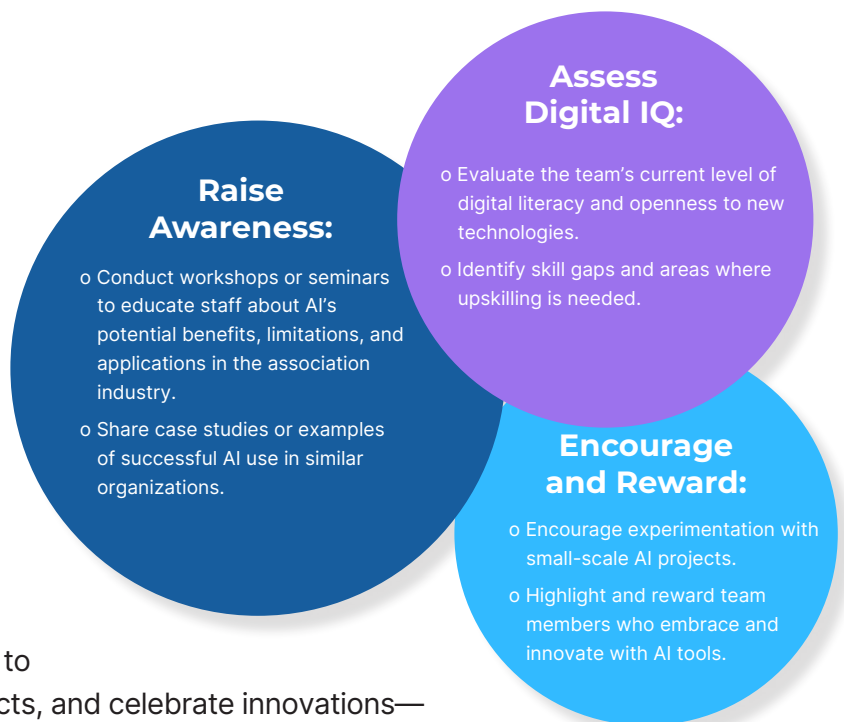 Assess
Digital IQ:
o Evaluate the team’s current level of
digital literacy and openness to new
technologies.
o Identify skill gaps and areas where
upskilling is needed.
Raise
Awareness:
o Conduct workshops or seminars
to educate staff about AI’s
potential benefits, limitations, and
applications in the association
industry.
o Share case studies or examples
of successful AI use in similar
organizations.
Encourage
and Reward:
o Encourage experimentation with
small-scale AI projects.
o Highlight and reward team
members who embrace and
innovate with AI tools.
to
cts, and celebrate innovations—